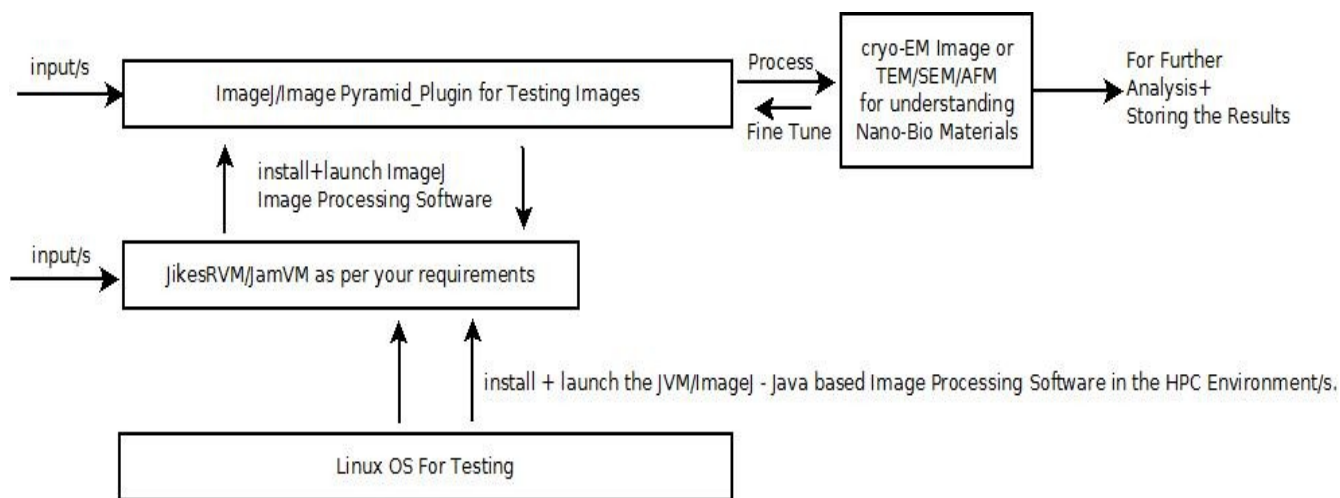 input/s
ImageJ/Image Pyramid_Plugin for Testing Images
Process
Fine Tune
cryo-EM Image or
TEM/SEM/AFM
for understanding
Nano-Bio Materials
For Further
Analysis+
Storing the Results
install+launch ImageJ
Image Processing Software
input/s
JikesRVM/JamVM as per your requirements
install + launch the JVM/ImageJ - Java based Image Processing Software in the HPC Environment/s.
Linux OS For Testing